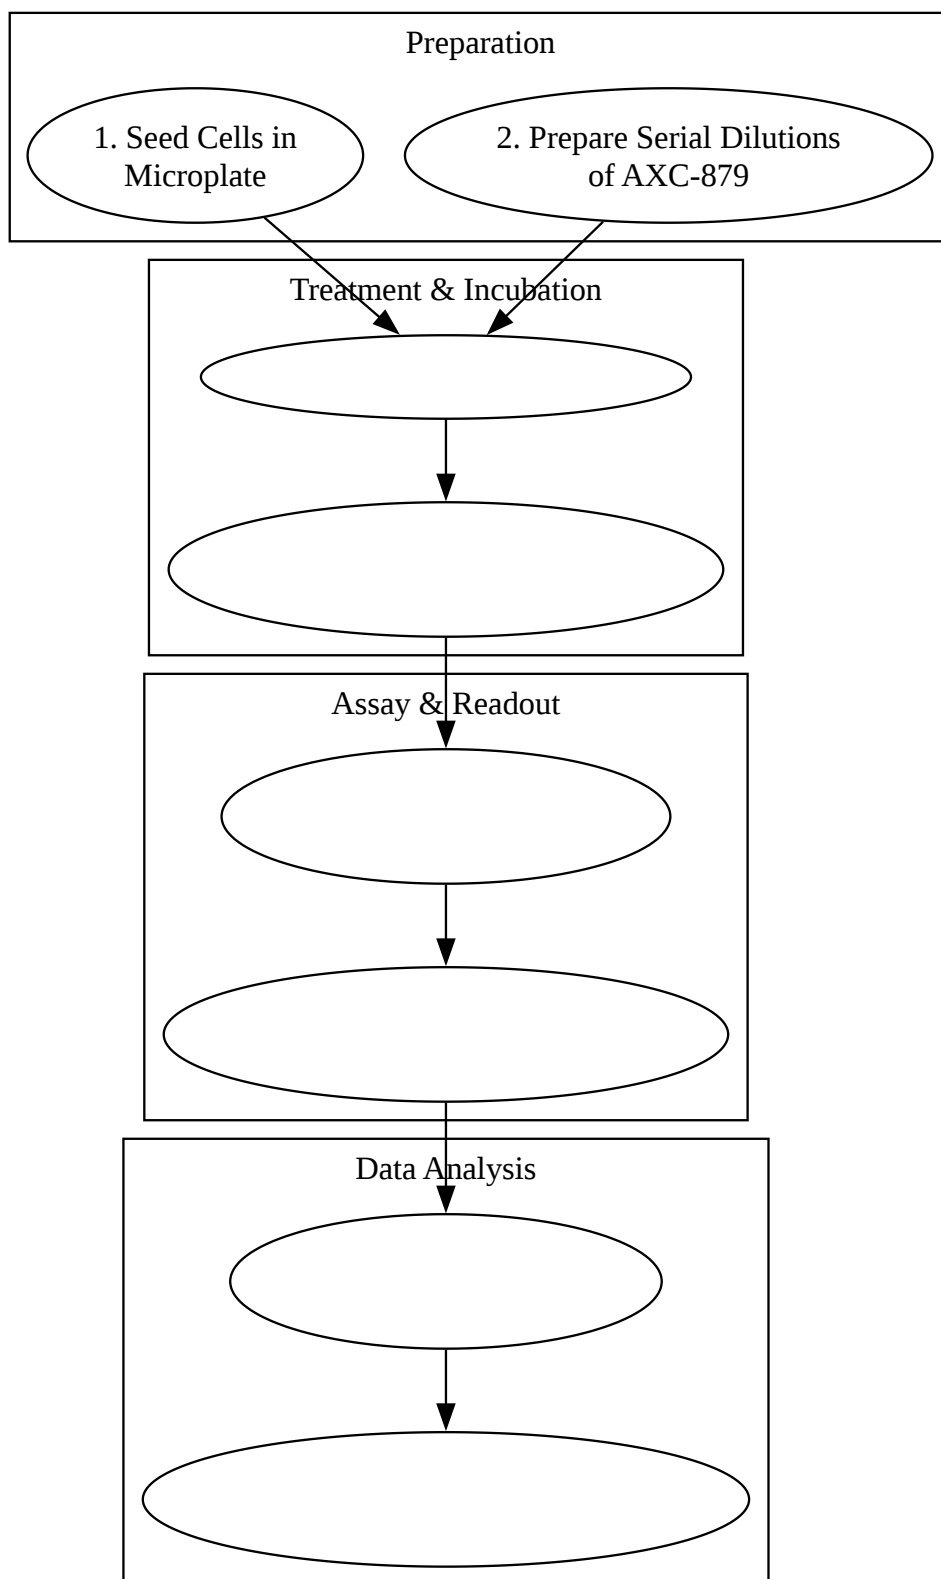 Preparation
1. Seed Cells in
Microplate
2. Prepare Serial Dilutions
of AXC-879
Treatment & Incubation
Assay & Readout
Data Analysis